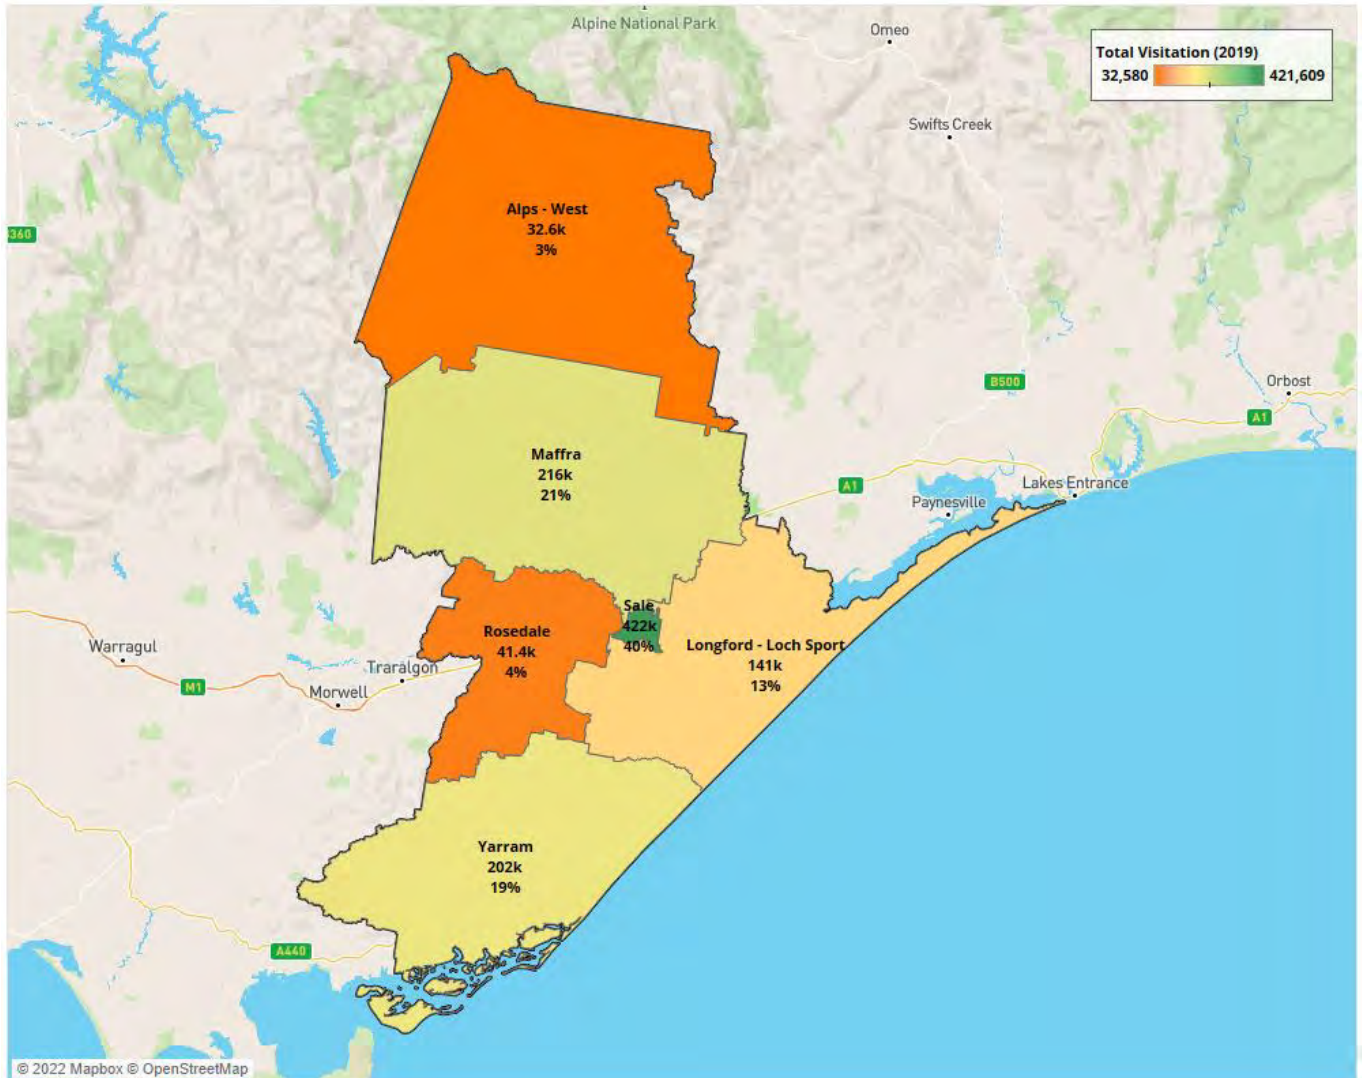 Alpine National Park
Omeo
Total Visitation (2019)
32,580
421,609
Swifts Creek
Alps - West
32.6k
3%
B500
Orbost
A1
Maffra
216k
21%
A1
Lakes Entrance
Paynesville
Sale
422k
40%
Rosedale
41.4k
4%
Longford - Loch Sport
141k
13%
Warragul
Traralgon
M1
Morwell
Yarram
202k
19%
A440
© 2022 Mapbox © OpenStreetMap